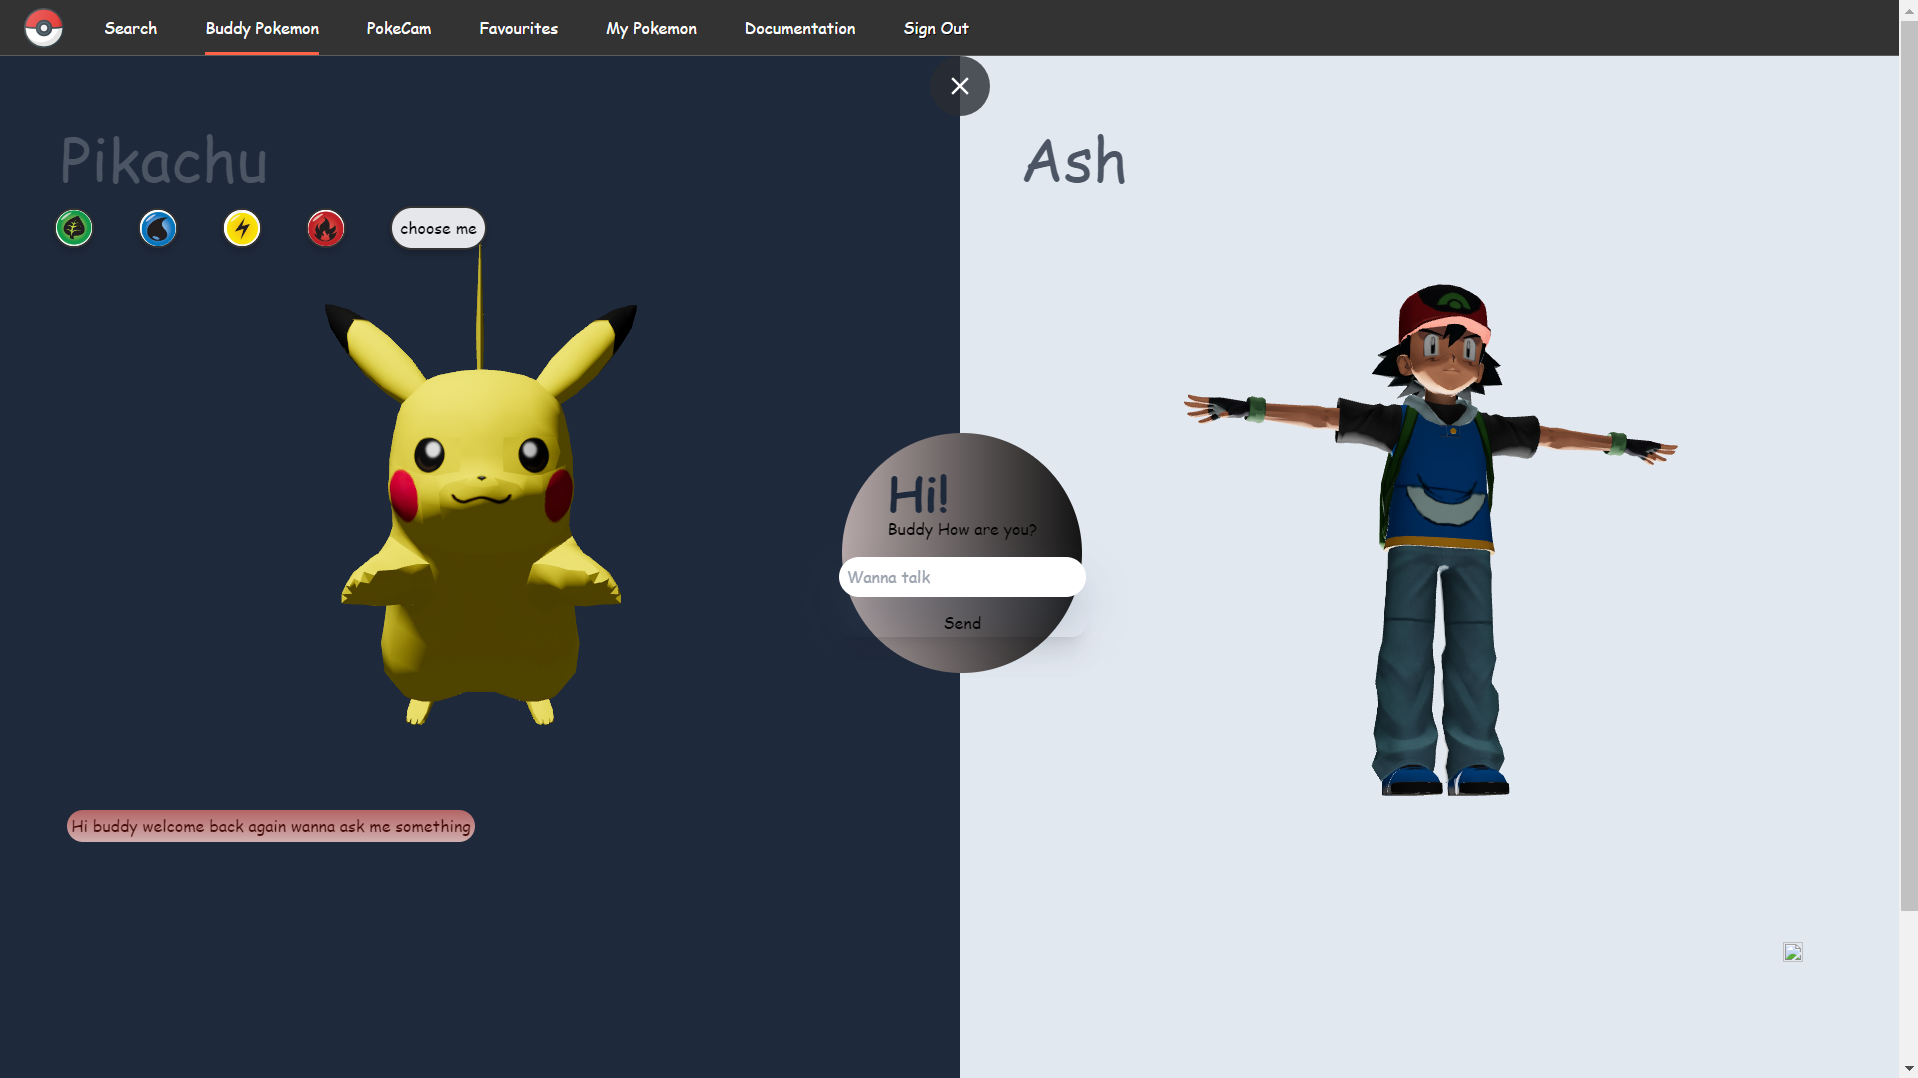 Search
Buddy Pokemon
PokeCam
Favourites
My Pokemon
Documentation
Sign Out
Pikachu
choose me
Ash
Hi!
Buddy How are you?
Wanna talk
Send
Hi buddy welcome back again wanna ask me something